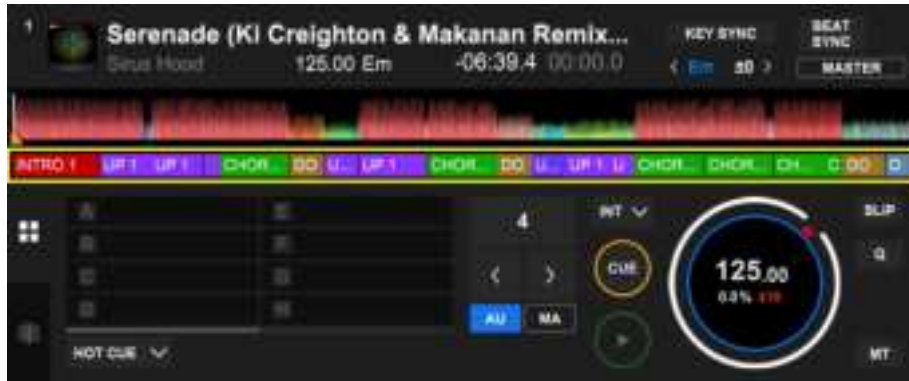 1
Serenade (KI Creighton & Makanan Remix...
Sirus Hood 125.00 Em -06:39.4 00:00.0
KEY SYNC
< Em ±0 >
BEAT
SYNC
MASTER
INTRO 1 UP 1 UP 1 CHOR... DO U... UP 1 CHOR... DO U... UP 1 U CHOR... CHOR... CH... C DO D
A E
B F
C G
D H
HOT CUE
4
< >
AU MA
INT
CUE
125.00
0.0% ±10
SLIP
Q
MT